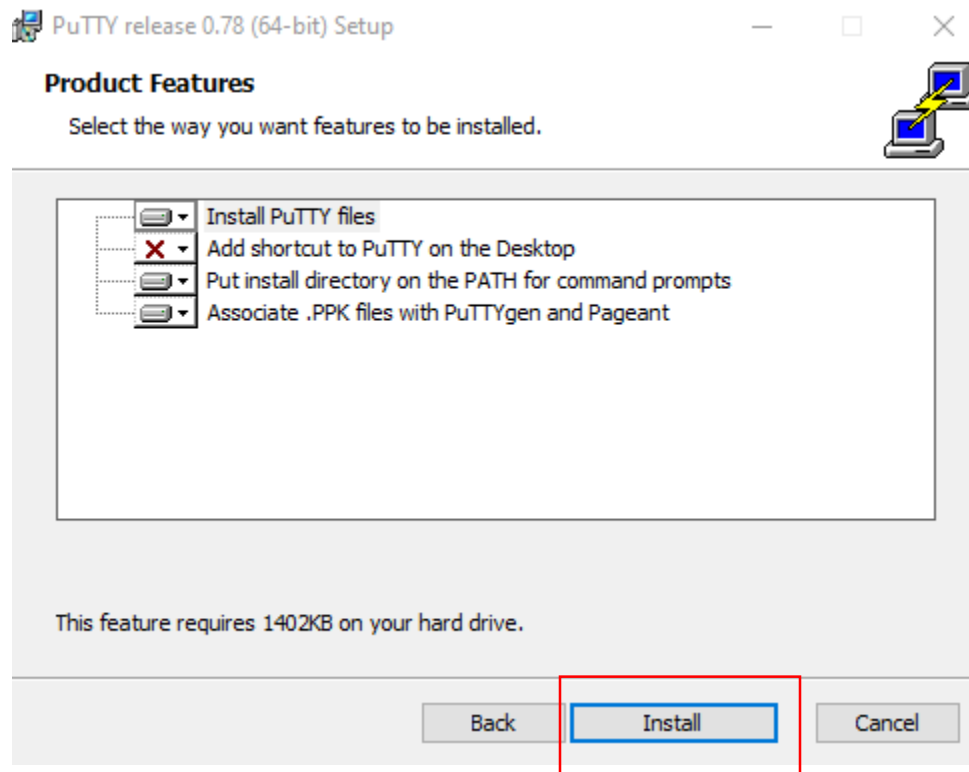 PuTTY release 0.78 (64-bit) Setup
Product Features
Select the way you want features to be installed.
Install PuTTY files
Add shortcut to PuTTY on the Desktop
Put install directory on the PATH for command prompts
Associate .PPK files with PuTTYgen and Pageant
This feature requires 1402KB on your hard drive.
Back Install Cancel